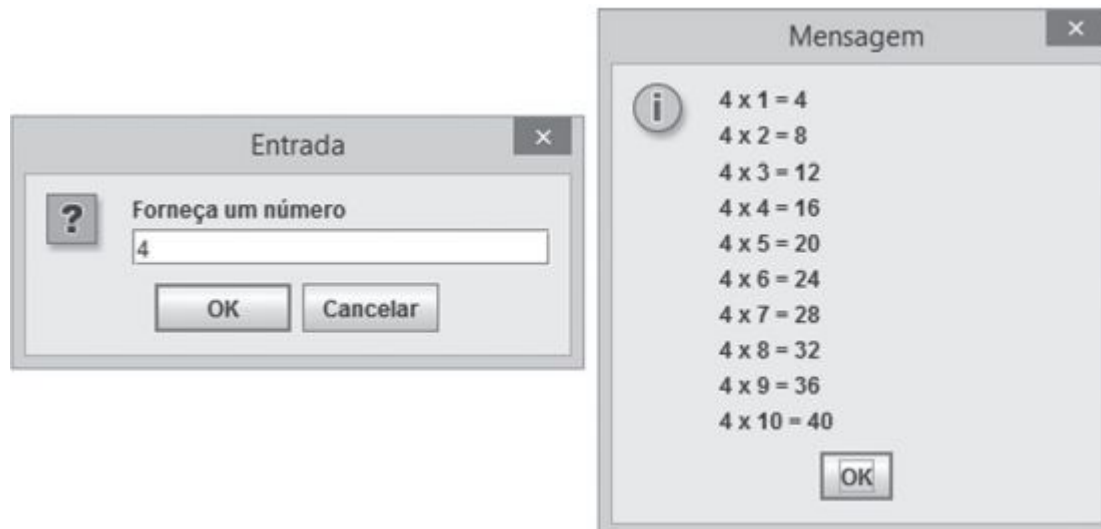 Entrada
Forneça um número
4
OK
Cancelar
Mensagem
4 x 1 = 4
4 x 2 = 8
4 x 3 = 12
4 x 4 = 16
4 x 5 = 20
4 x 6 = 24
4 x 7 = 28
4 x 8 = 32
4 x 9 = 36
4 x 10 = 40
OK